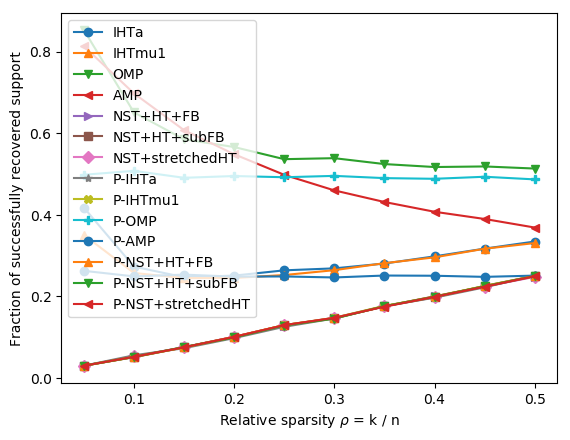 Fraction of successfully recovered support
0.8
0.6
0.4
0.2
0.0
IHTa
IHTmu1
OMP
AMP
NST+HT+FB
NST+HT+subFB
NST+stretchedHT
P-IHTa
P-IHTmu1
P-OMP
P-AMP
P-NST+HT+FB
P-NST+HT+subFB
P-NST+stretchedHT
0.1 0.2 0.3 0.4 0.5
Relative sparsity ρ = k / n